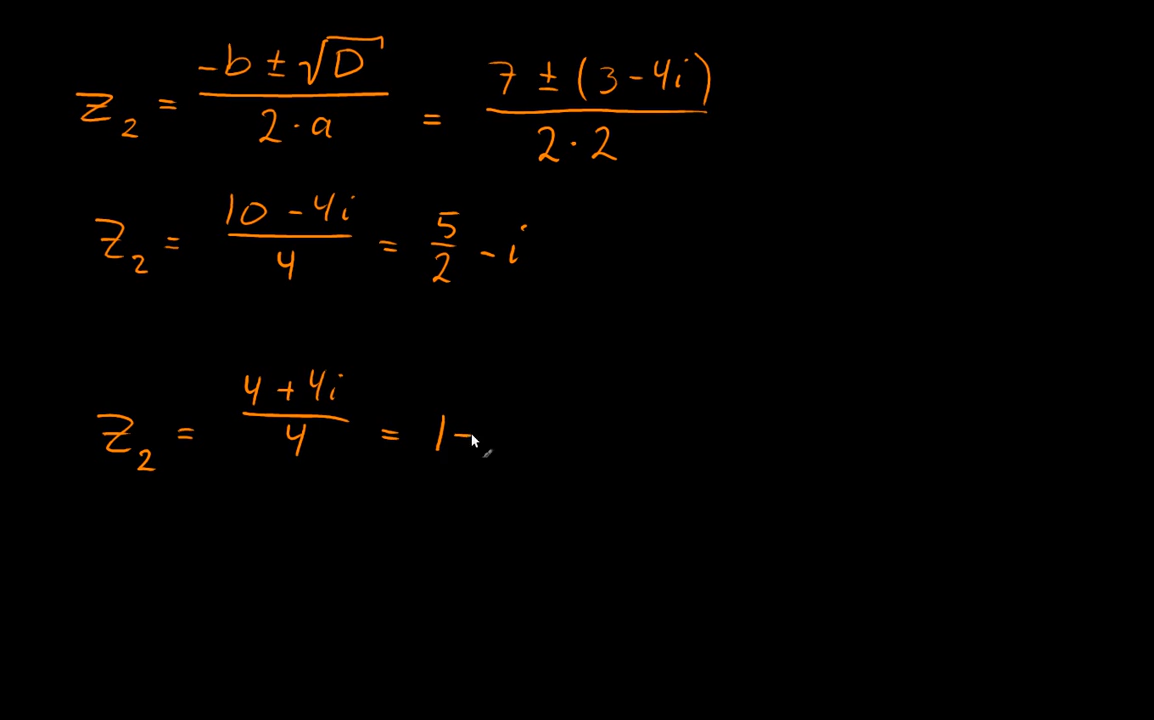 Z₂ = (-b ± √D) / (2 · a) = (7 ± (3 - 4i)) / (2 · 2)
Z₂ = (10 - 4i) / 4 = 5/2 - i
Z₂ = (4 + 4i) / 4 = 1 -